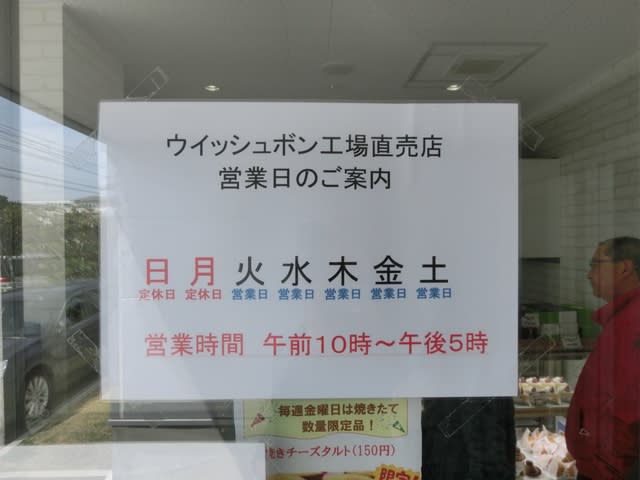 ウイッシュボン工場直売店
営業日のご案内
日 月 火 水 木 金 土
定休日 定休日 営業日 営業日 営業日 営業日 営業日
営業時間 午前10時～午後5時
毎週金曜日は焼きたて
数量限定品！
焼きチーズタルト(150円)
限定！